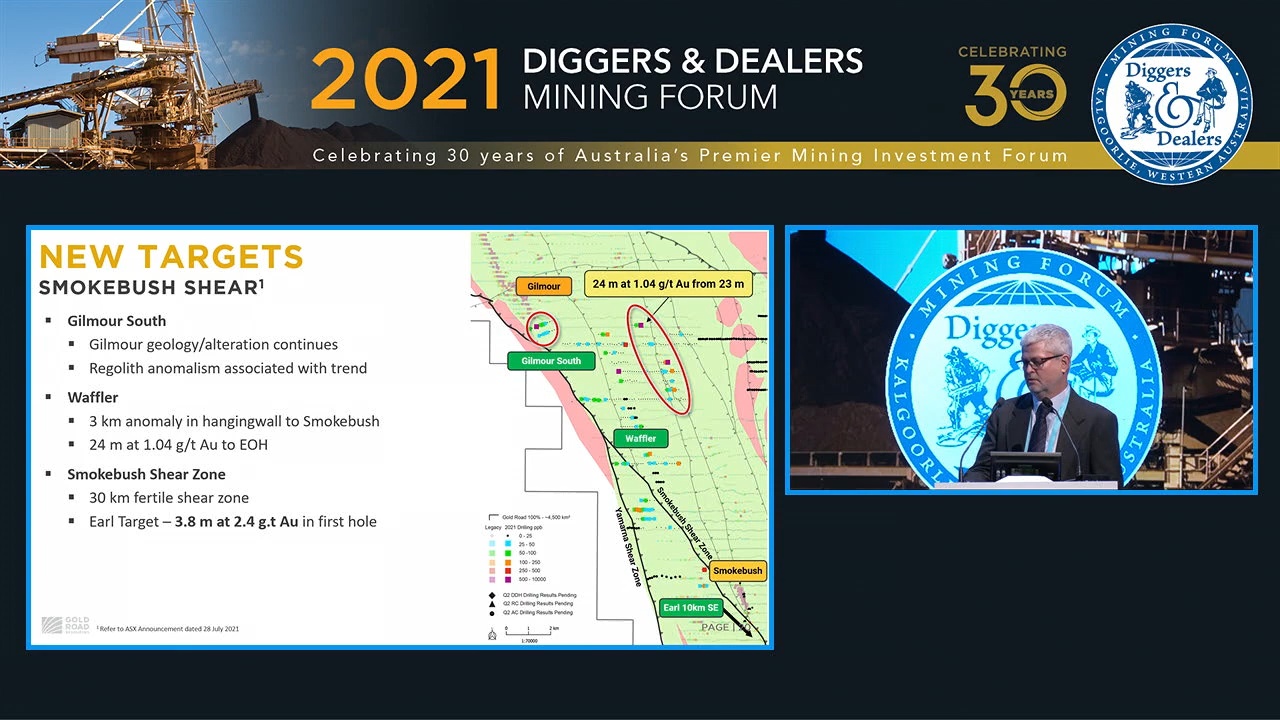 2021 DIGGERS & DEALERS
MINING FORUM
CELEBRATING
30 YEARS
MINING FORUM
Diggers
&
Dealers
KALGOORLIE, WESTERN AUSTRALIA
Celebrating 30 years of Australia's Premier Mining Investment Forum
NEW TARGETS
SMOKEBUSH SHEAR¹
▪ Gilmour South
▪ Gilmour geology/alteration continues
▪ Regolith anomalism associated with trend
▪ Waffler
▪ 3 km anomaly in hangingwall to Smokebush
▪ 24 m at 1.04 g/t Au to EOH
▪ Smokebush Shear Zone
▪ 30 km fertile shear zone
▪ Earl Target – 3.8 m at 2.4 g.t Au in first hole
GOLD
ROAD
RESOURCES
¹ Refer to ASX Announcement dated 28 July 2021
Gilmour
24 m at 1.04 g/t Au from 23 m
Gilmour South
Waffler
Smokebush Shear Zone
Yamarna Shear Zone
Smokebush
Earl 10km SE
Gold Road 100% - ~4,500 km²
Legacy 2021 Drilling ppb
0 - 25
25 - 50
50 -100
100 - 250
250 - 500
500 - 10000
Q2 DDH Drilling Results Pending
Q2 RC Drilling Results Pending
Q2 AC Drilling Results Pending
0 1 2 km
1:70000
PAGE |
MINING FORUM
Digge
&
KALGOORLIE
TRALIA